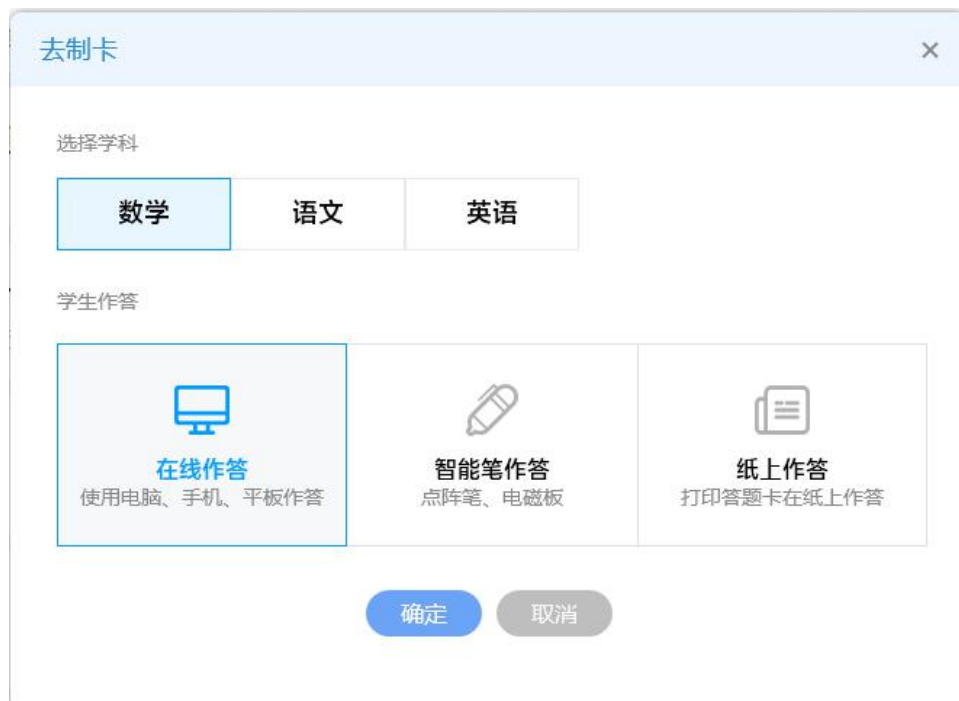 去制卡
选择学科
数学 语文 英语
学生作答
在线作答 智能笔作答 纸上作答
使用电脑、手机、平板作答 点阵笔、电磁板 打印答题卡在纸上作答
确定 取消